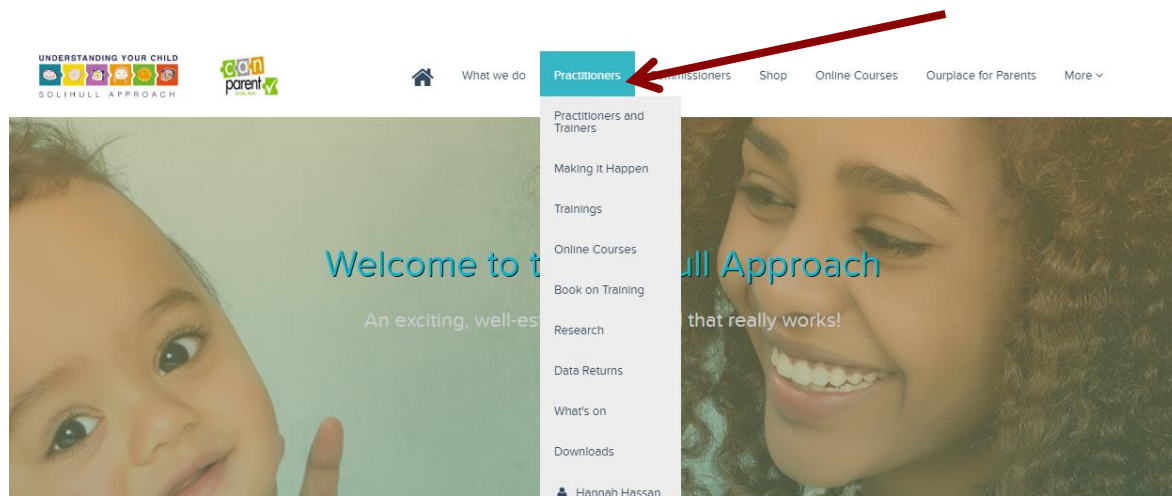 UNDERSTANDING YOUR CHILD
SOLIHULL APPROACH
can
parent
What we do
Practitioners
Commissioners
Shop
Online Courses
Ourplace for Parents
More
Practitioners and
Trainers
Making it Happen
Trainings
Online Courses
Book on Training
Research
Data Returns
What's on
Downloads
Hannah Hassan
Welcome to t ull Approach
An exciting, well-es that really works!